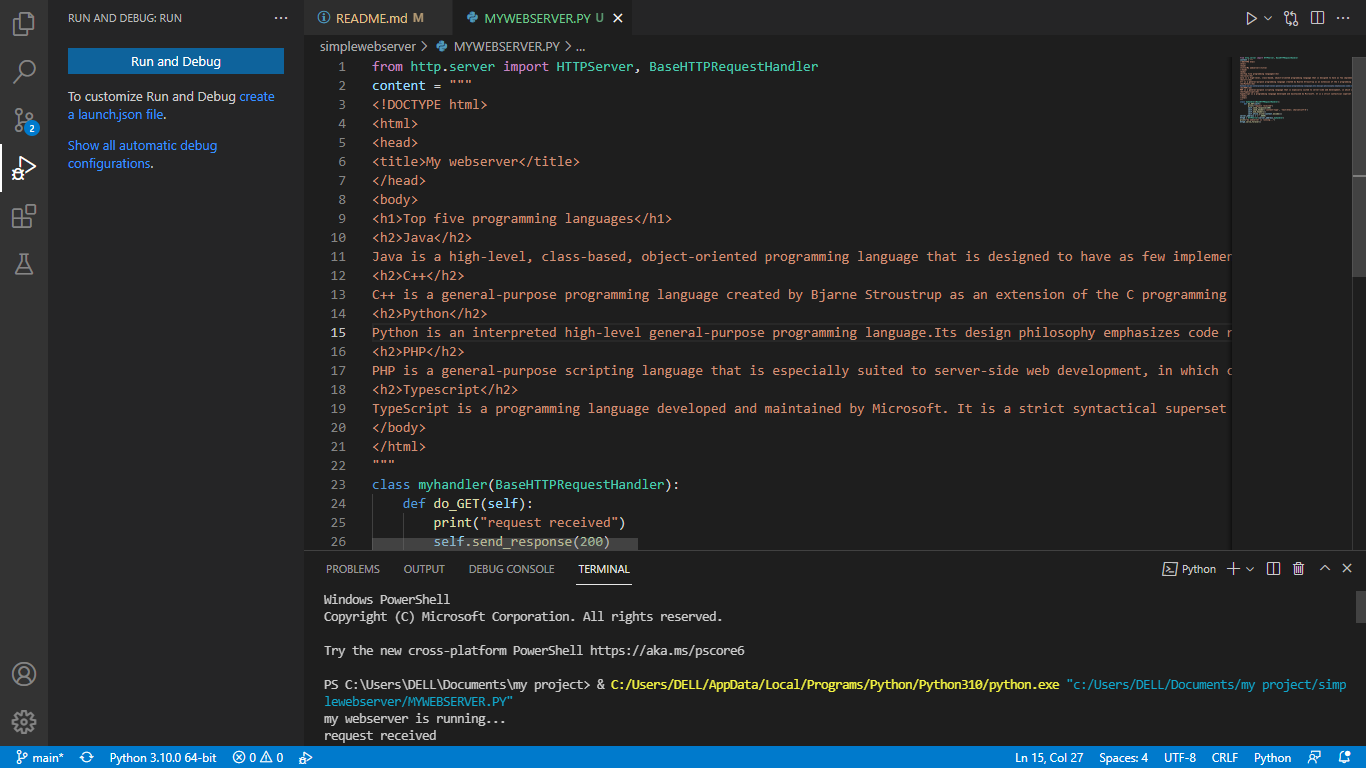 RUN AND DEBUG: RUN ...
Run and Debug
To customize Run and Debug create
a launch.json file.
Show all automatic debug
configurations.
2
README.md M
MYWEBSERVER.PY U
simplewebserver > MYWEBSERVER.PY > ...
1 from http.server import HTTPServer, BaseHTTPRequestHandler
2 content = """
3 <!DOCTYPE html>
4 <html>
5 <head>
6 <title>My webserver</title>
7 </head>
8 <body>
9 <h1>Top five programming languages</h1>
10 <h2>Java</h2>
11 Java is a high-level, class-based, object-oriented programming language that is designed to have as few implemen
12 <h2>C++</h2>
13 C++ is a general-purpose programming language created by Bjarne Stroustrup as an extension of the C programming
14 <h2>Python</h2>
15 Python is an interpreted high-level general-purpose programming language.Its design philosophy emphasizes code r
16 <h2>PHP</h2>
17 PHP is a general-purpose scripting language that is especially suited to server-side web development, in which c
18 <h2>Typescript</h2>
19 TypeScript is a programming language developed and maintained by Microsoft. It is a strict syntactical superset
20 </body>
21 </html>
22 """
23 class myhandler(BaseHTTPRequestHandler):
24 def do_GET(self):
25 print("request received")
26 self.send_response(200)
PROBLEMS OUTPUT DEBUG CONSOLE TERMINAL
Python
Windows PowerShell
Copyright (C) Microsoft Corporation. All rights reserved.
Try the new cross-platform PowerShell https://aka.ms/pscore6
PS C:\Users\DELL\Documents\my project> & C:/Users/DELL/AppData/Local/Programs/Python/Python310/python.exe "c:/Users/DELL/Documents/my project/simp
lewebserver/MYWEBSERVER.PY"
my webserver is running...
request received
main* Python 3.10.0 64-bit 0 0 Ln 15, Col 27 Spaces: 4 UTF-8 CRLF Python